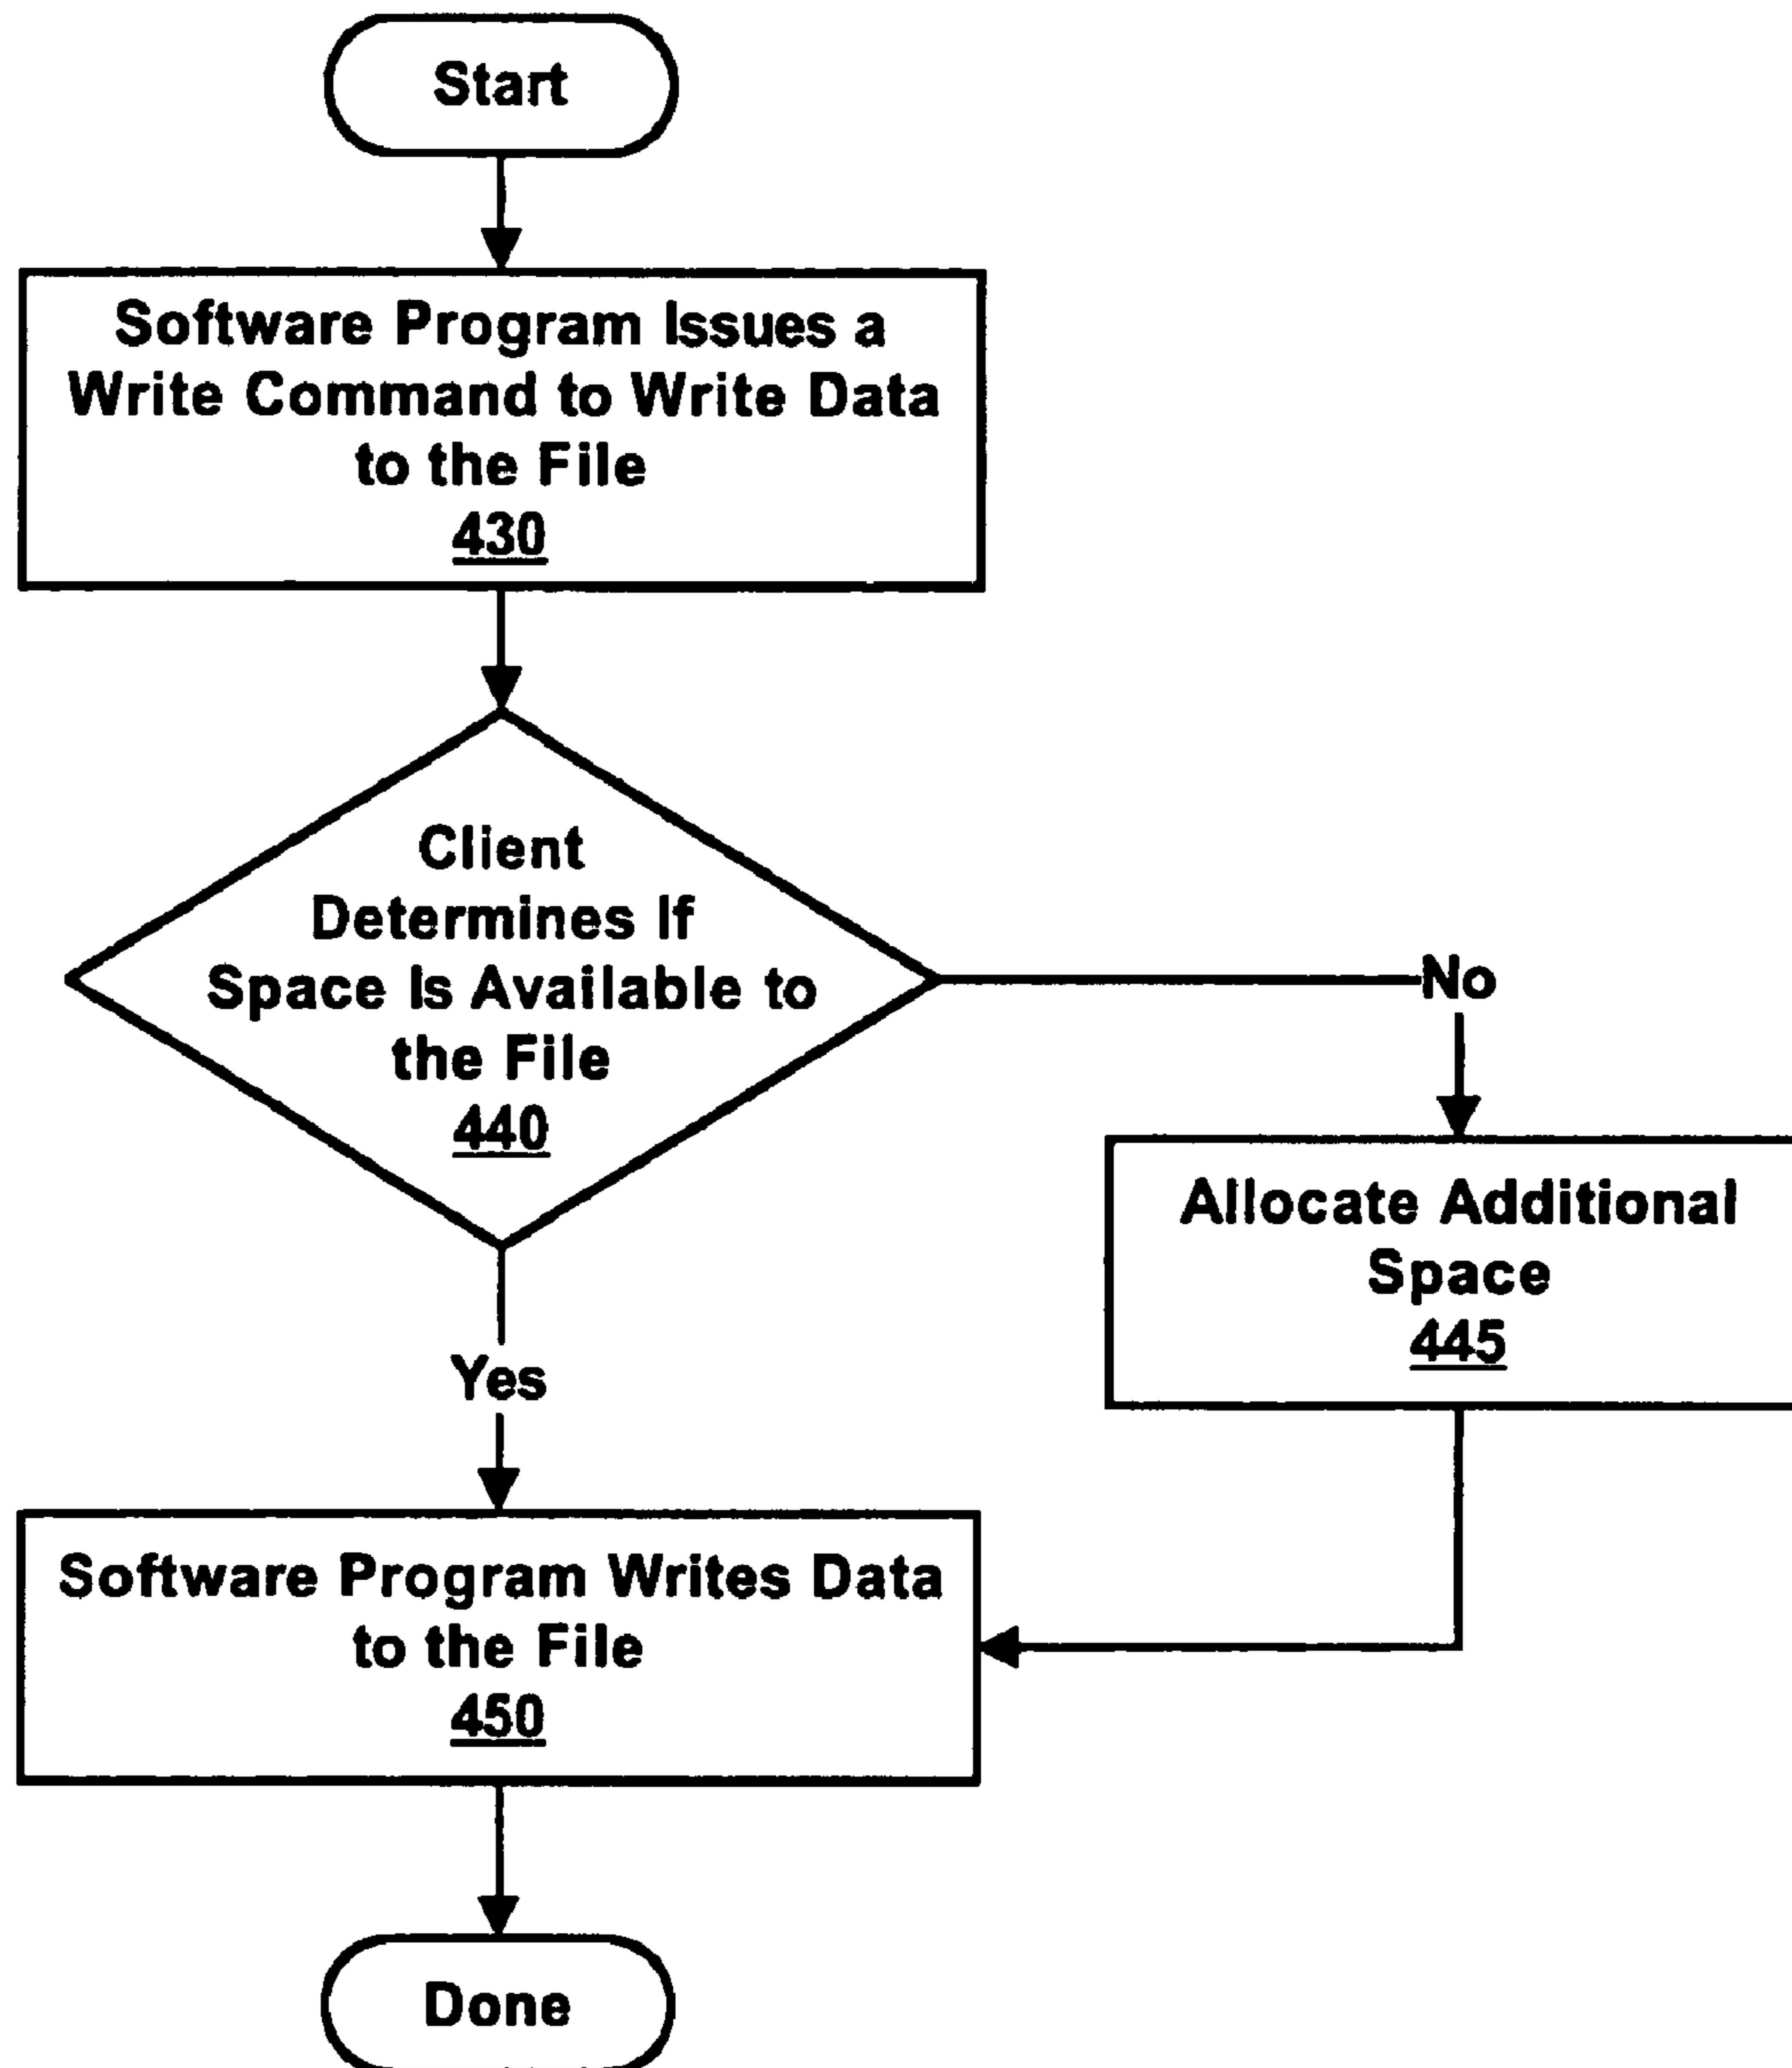 Start
Software Program Issues a
Write Command to Write Data
to the File
430
Client
Determines If
Space Is Available to
the File
440
No
Allocate Additional
Space
445
Yes
Software Program Writes Data
to the File
450
Done